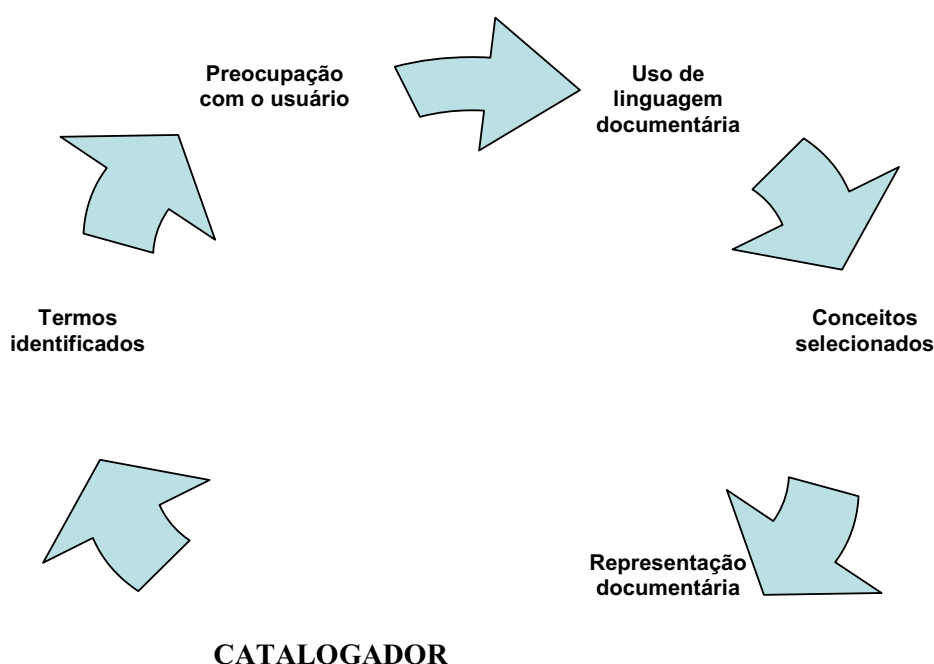 Preocupação
com o usuário
Uso de
linguagem
documentária
Termos
identificados
Conceitos
selecionados
Representação
documentária
CATALOGADOR